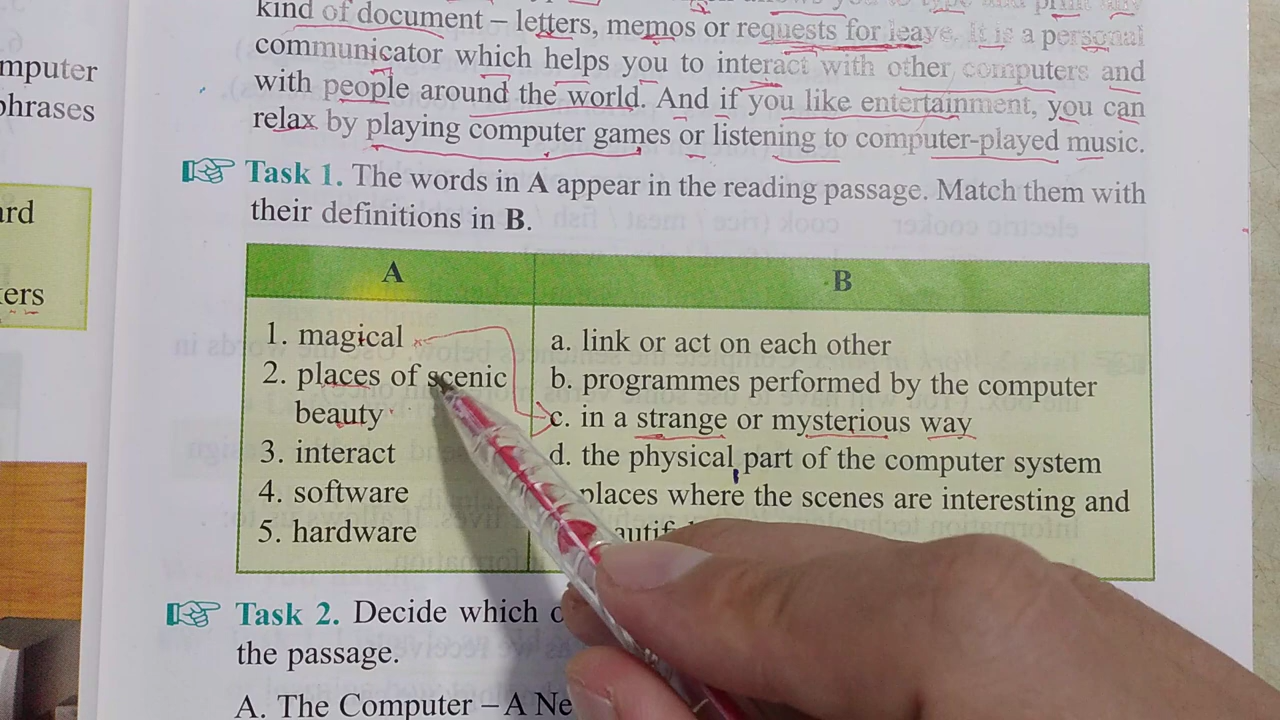 kind of document – letters, memos or requests for leave. It is a personal
communicator which helps you to interact with other computers and
with people around the world. And if you like entertainment, you can
relax by playing computer games or listening to computer-played music.
Task 1. The words in A appear in the reading passage. Match them with
their definitions in B.
A
B
1. magical
2. places of scenic
beauty
3. interact
4. software
5. hardware
a. link or act on each other
b. programmes performed by the computer
c. in a strange or mysterious way
d. the physical part of the computer system
places where the scenes are interesting and
Task 2. Decide which
the passage.
A. The Computer – A
mputer
phrases
ard
ers